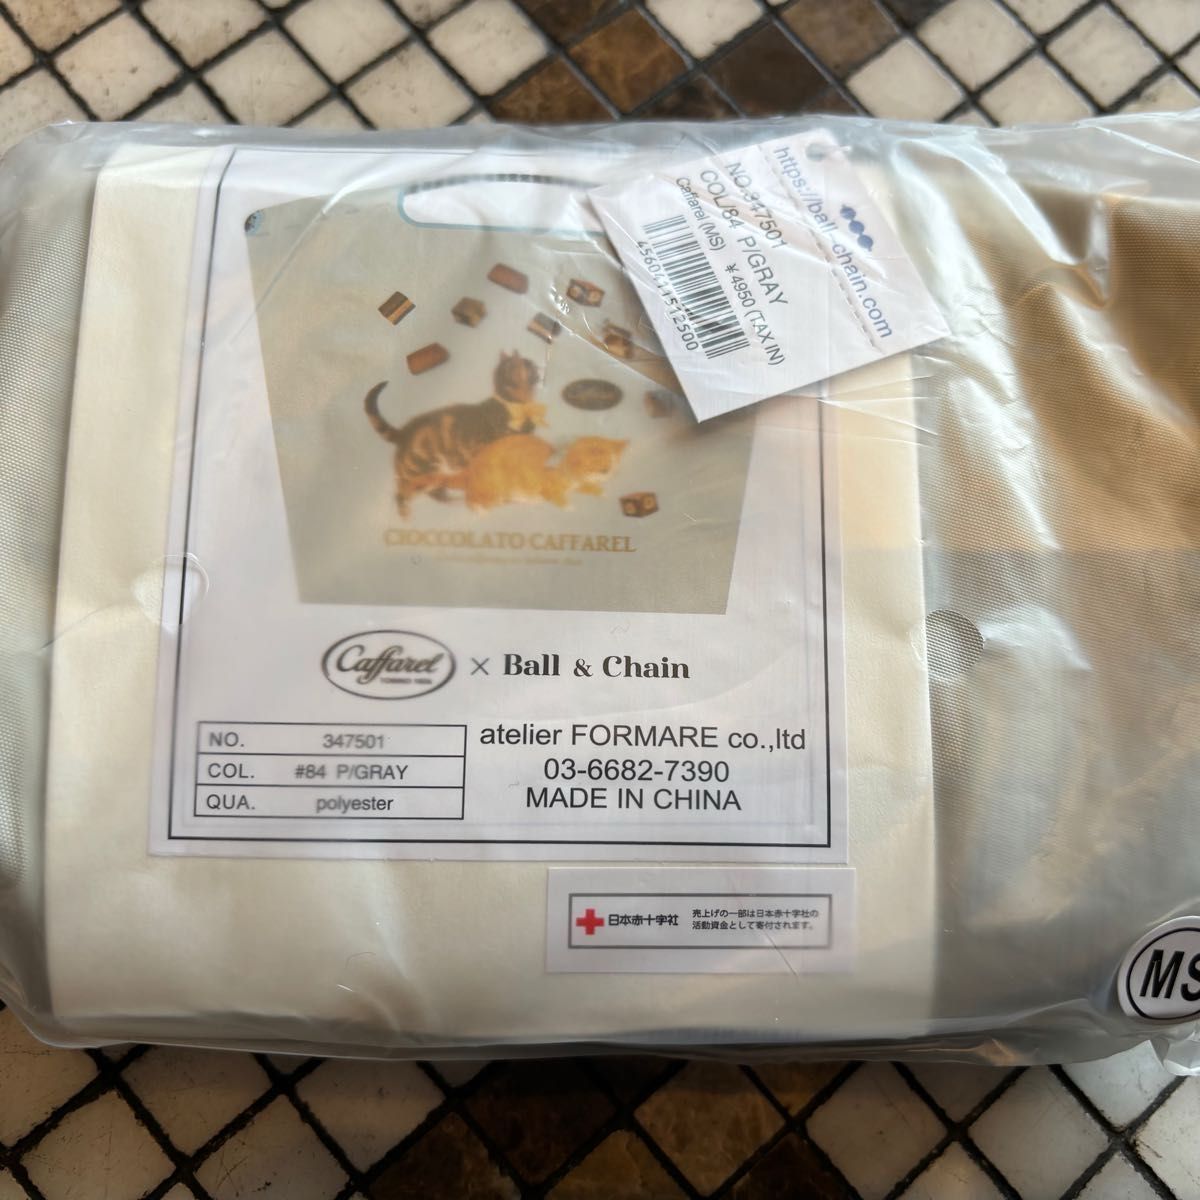 https://ball-chain.com
NO.347501
COL/84 P/GRAY
Caffarel (MS) ¥4950 (TAX IN)
4560411512500
CIOCCOLATO CAFFAREL
Caffarel × Ball & Chain
NO. 347501
COL. #84 P/GRAY
QUA. polyester
atelier FORMARE co.,ltd
03-6682-7390
MADE IN CHINA
日本赤十字社
売上げの一部は日本赤十字社の
活動資金として寄付されます。
MS